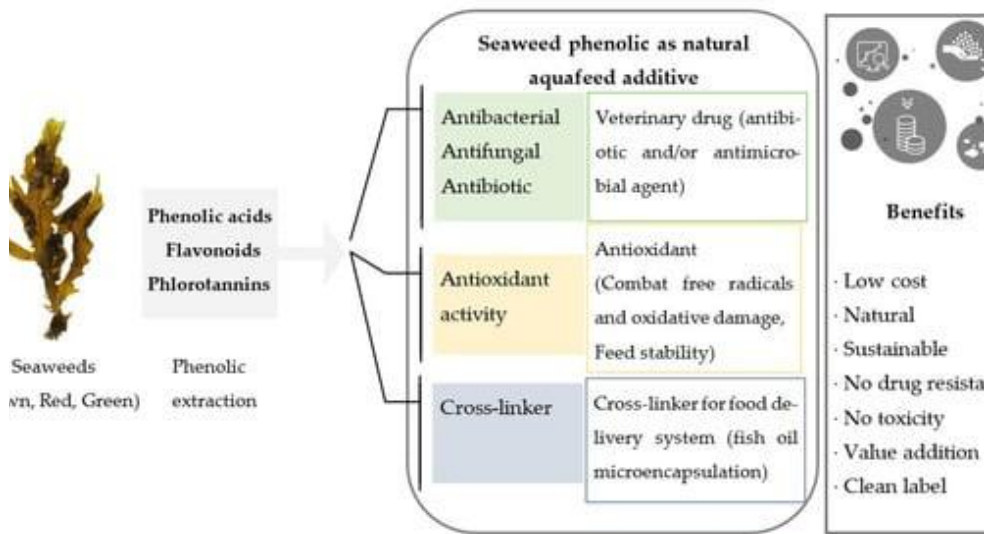 Seaweeds
wn, Red, Green)
Phenolic acids
Flavonoids
Phlorotannins
Phenolic
extraction
Seaweed phenolic as natural
aquafeed additive
Antibacterial
Antifungal
Antibiotic
Veterinary drug (antibi-
otic and/or antimicro-
bial agent)
Antioxidant
activity
Antioxidant
(Combat free radicals
and oxidative damage,
Feed stability)
Cross-linker
Cross-linker for food de-
livery system (fish oil
microencapsulation)
Benefits
· Low cost
· Natural
· Sustainable
· No drug resista
· No toxicity
· Value addition
· Clean label